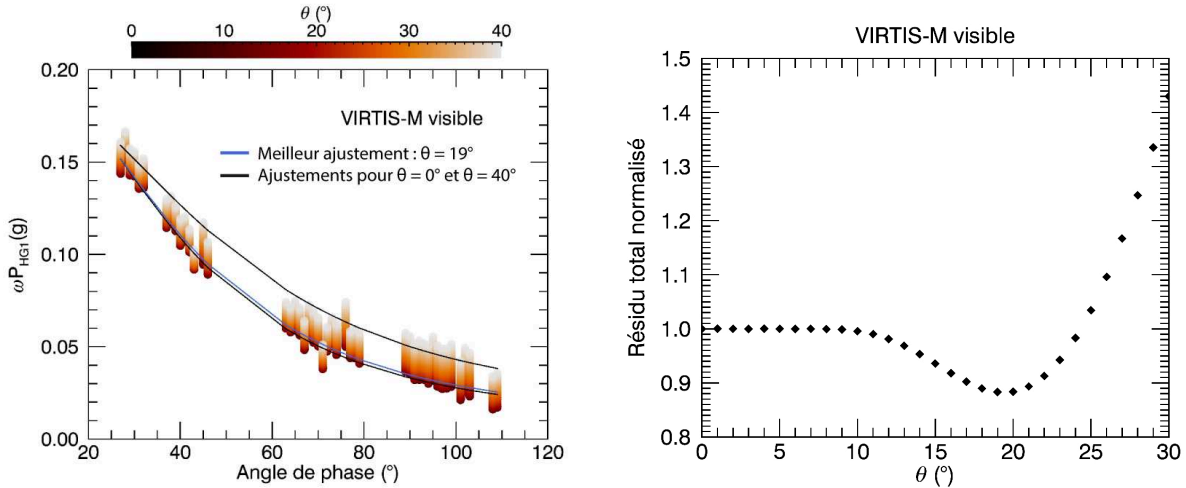 θ (°)
0 10 20 30 40
0.20
0.15
0.10
0.05
0.00
ωP_HG1(g)
VIRTIS-M visible
Meilleur ajustement : θ = 19°
Ajustements pour θ = 0° et θ = 40°
20 40 60 80 100 120
Angle de phase (°)
VIRTIS-M visible
1.5
1.4
1.3
1.2
1.1
1.0
0.9
0.8
Résidu total normalisé
0 5 10 15 20 25 30
θ (°)